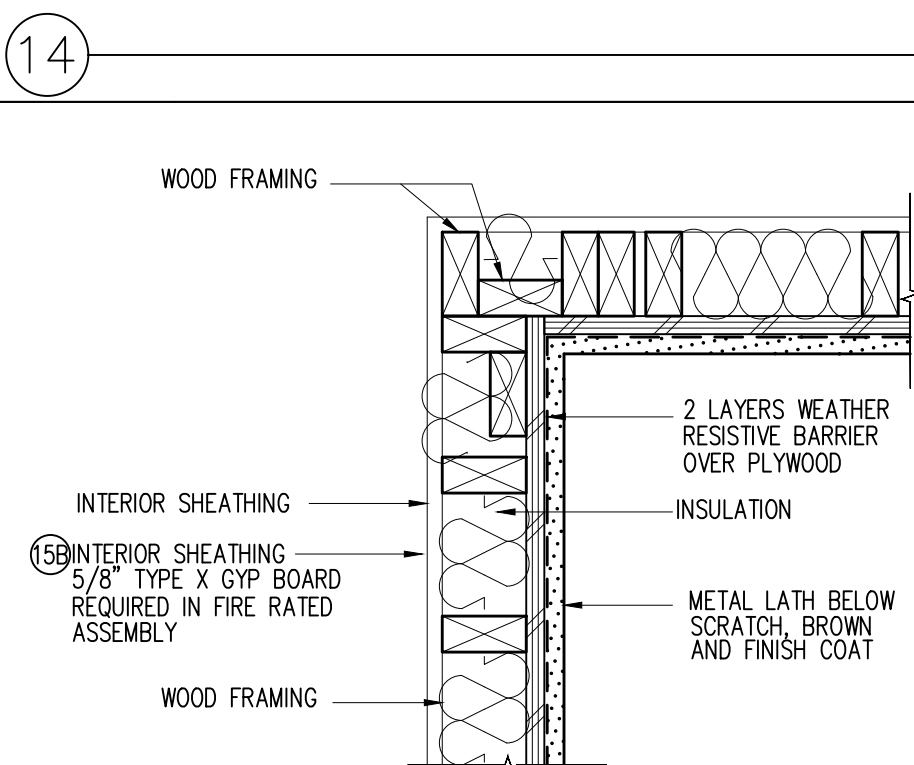 14
WOOD FRAMING
2 LAYERS WEATHER
RESISTIVE BARRIER
OVER PLYWOOD
INTERIOR SHEATHING
INSULATION
15B INTERIOR SHEATHING
5/8" TYPE X GYP BOARD
REQUIRED IN FIRE RATED
ASSEMBLY
METAL LATH BELOW
SCRATCH, BROWN
AND FINISH COAT
WOOD FRAMING